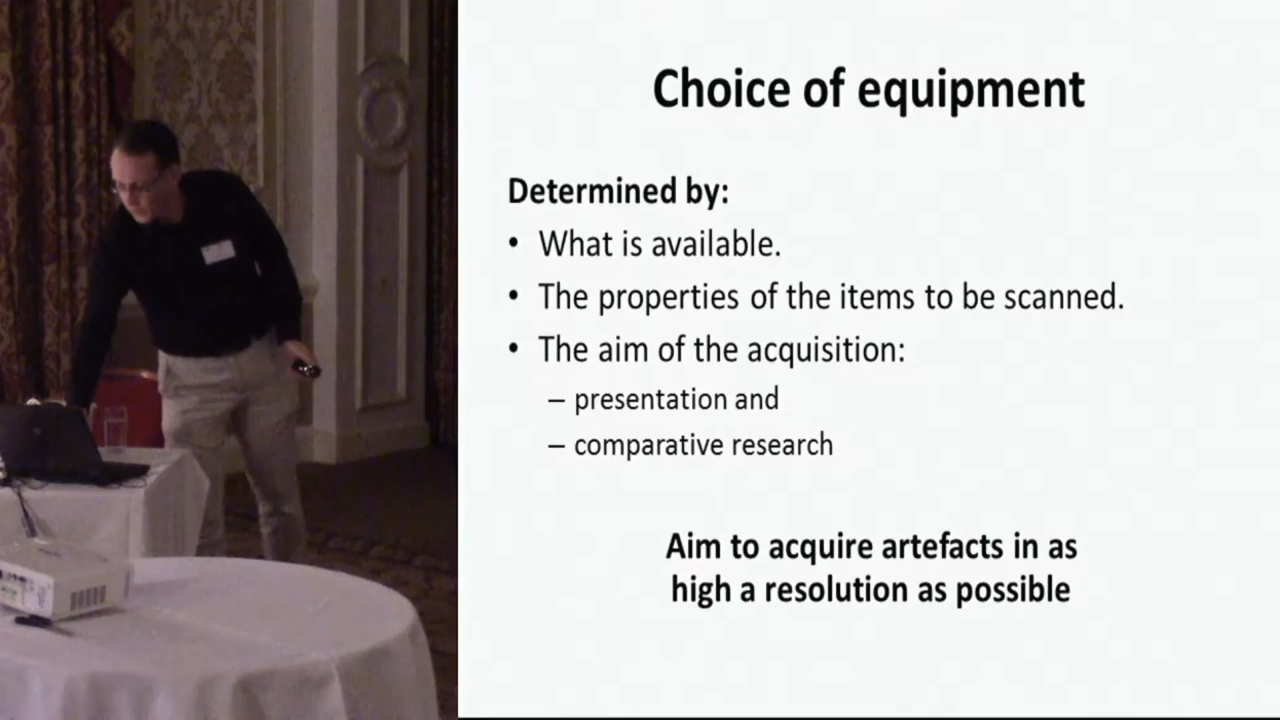 Choice of equipment
Determined by:
• What is available.
• The properties of the items to be scanned.
• The aim of the acquisition:
– presentation and
– comparative research
Aim to acquire artefacts in as
high a resolution as possible